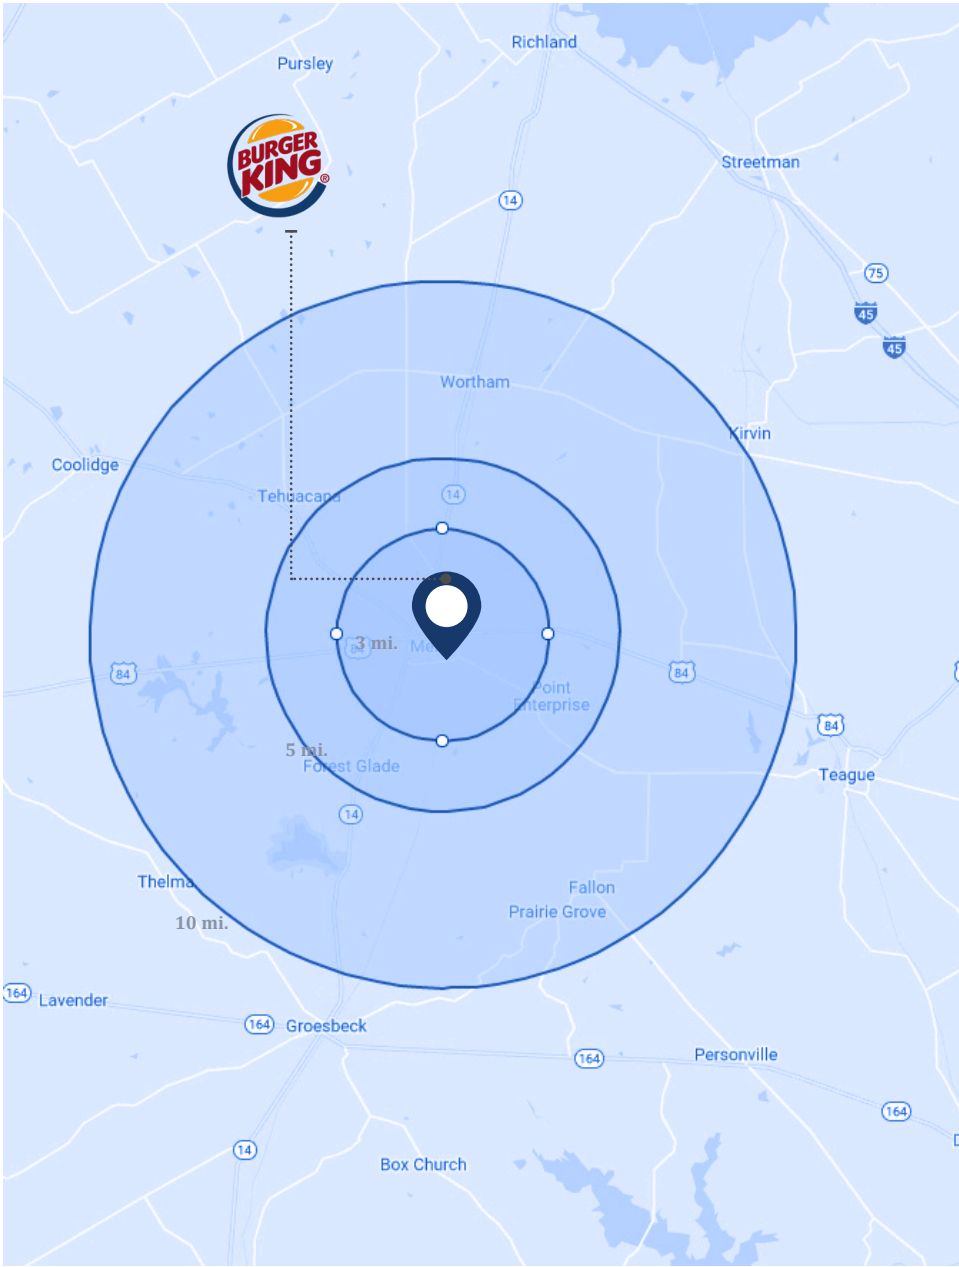 Richland
Pursley
BURGER
KING
®
Streetman
14
75
45
45
Wortham
Kirvin
Coolidge
Tehuacana
14
3 mi.
84
84
84
Point
Enterprise
84
5 mi.
Forest Glade
Teague
14
Thelma
Fallon
10 mi.
Prairie Grove
164
Lavender
164
Groesbeck
164
Personville
164
14
Box Church